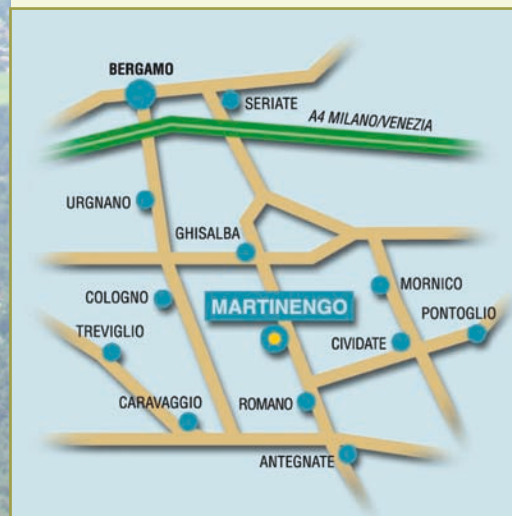 BERGAMO
SERIATE
A4 MILANO/VENEZIA
URGNANO
GHISALBA
COLOGNO
MARTINENGO
MORNICO
PONTOGLIO
TREVIGLIO
CIVIDATE
CARAVAGGIO
ROMANO
ANTEGNATE